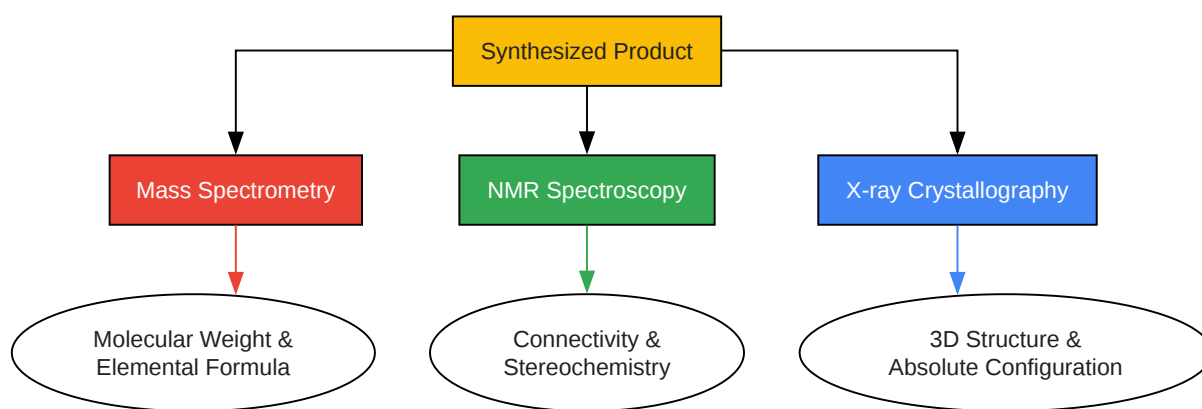 Synthesized Product
Mass Spectrometry
NMR Spectroscopy
X-ray Crystallography
Molecular Weight &
Elemental Formula
Connectivity &
Stereochemistry
3D Structure &
Absolute Configuration